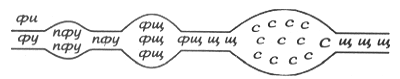 фи
фу
пфу
пфу
пфу
фщ
фщ
фщ
фщ щ щ
с с с с
с с с с
с с с с
с щ щ щ